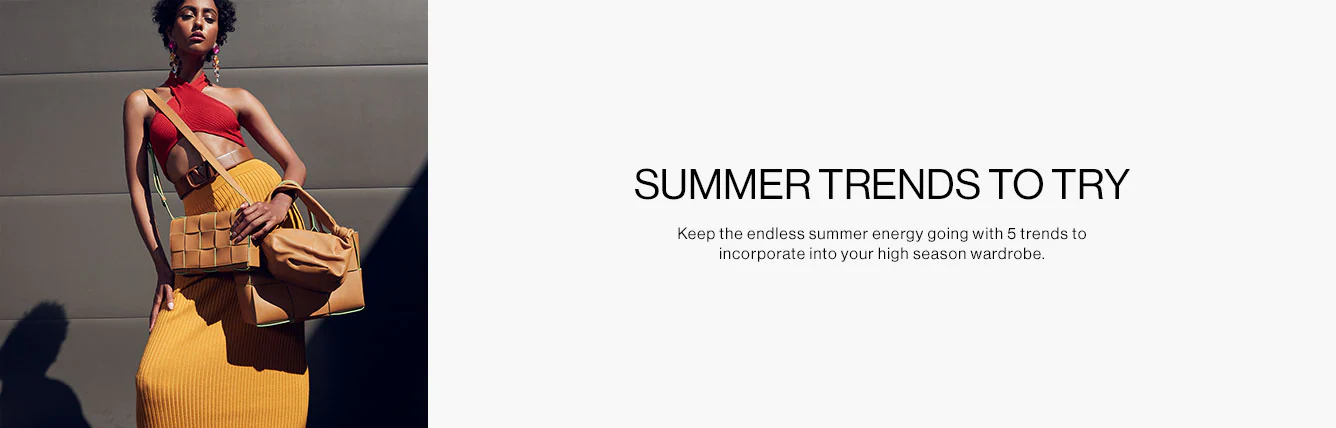 SUMMER TRENDS TO TRY
Keep the endless summer energy going with 5 trends to
incorporate into your high season wardrobe.